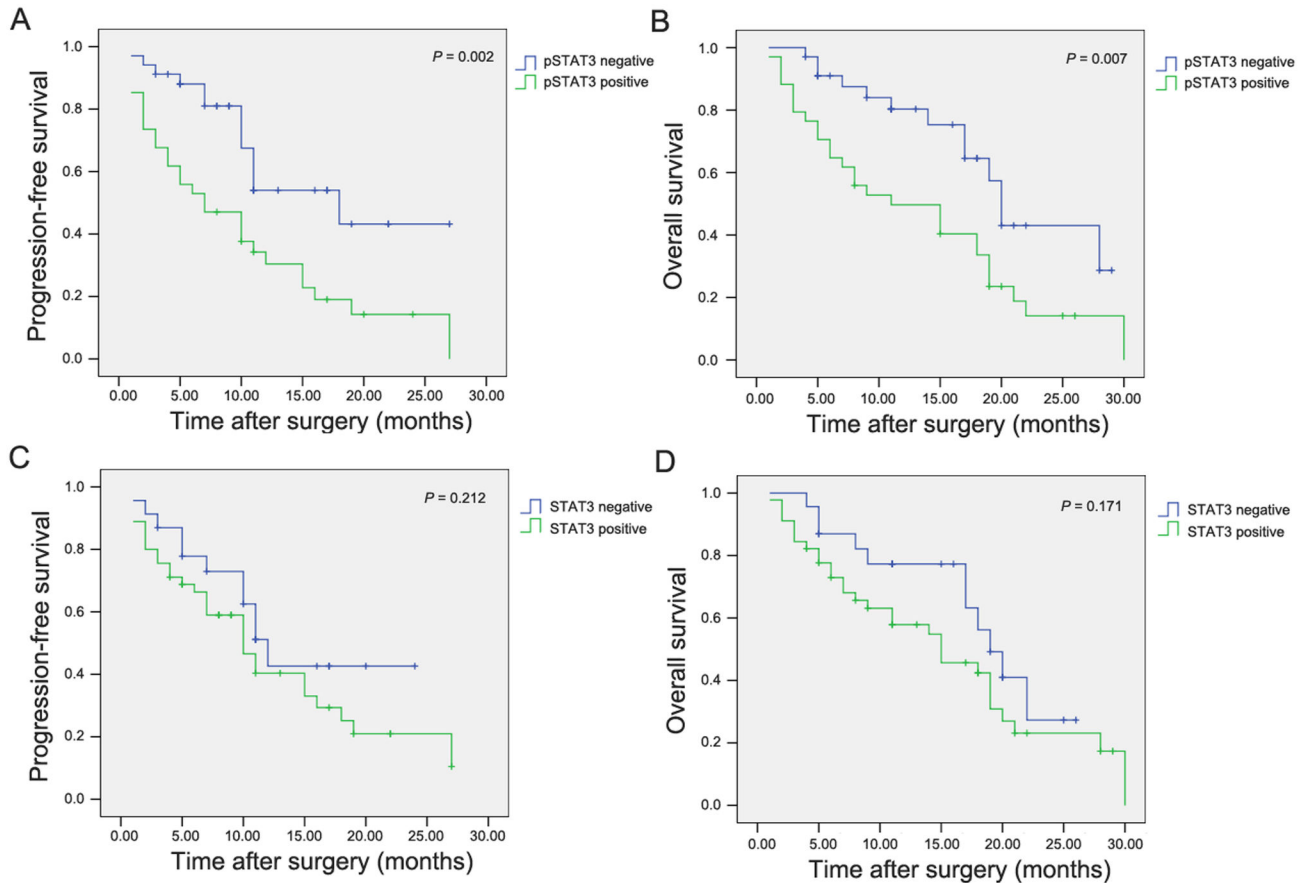 A
P = 0.002
pSTAT3 negative
pSTAT3 positive
Progression-free survival
1.0
0.8
0.6
0.4
0.2
0.0
0.00 5.00 10.00 15.00 20.00 25.00 30.00
Time after surgery (months)
B
P = 0.007
pSTAT3 negative
pSTAT3 positive
Overall survival
1.0
0.8
0.6
0.4
0.2
0.0
0.00 5.00 10.00 15.00 20.00 25.00 30.00
Time after surgery (months)
C
P = 0.212
STAT3 negative
STAT3 positive
Progression-free survival
1.0
0.8
0.6
0.4
0.2
0.0
0.00 5.00 10.00 15.00 20.00 25.00 30.00
Time after surgery (months)
D
P = 0.171
STAT3 negative
STAT3 positive
Overall survival
1.0
0.8
0.6
0.4
0.2
0.0
0.00 5.00 10.00 15.00 20.00 25.00 30.00
Time after surgery (months)